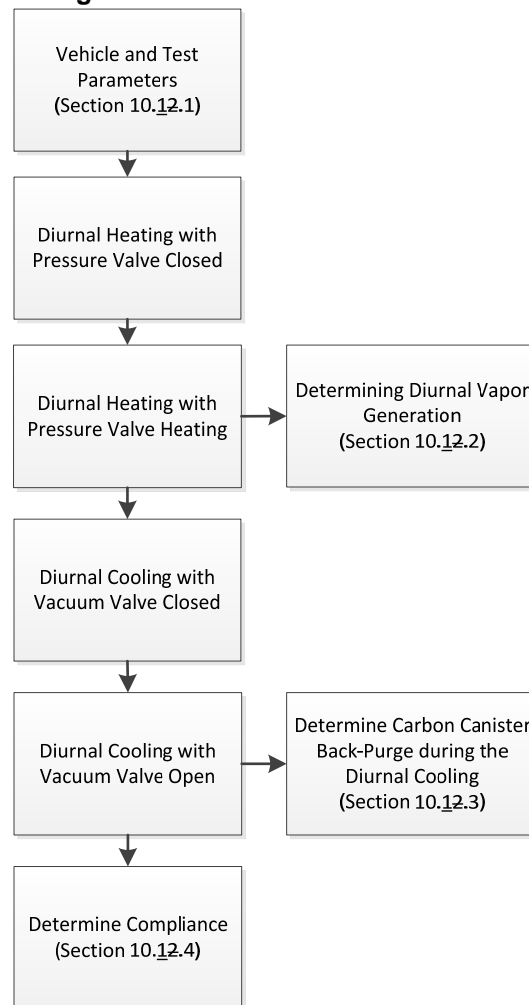 Vehicle and Test
Parameters
(Section 10.12.1)
Diurnal Heating with
Pressure Valve Closed
Diurnal Heating with
Pressure Valve Heating
Determining Diurnal Vapor
Generation
(Section 10.12.2)
Diurnal Cooling with
Vacuum Valve Closed
Diurnal Cooling with
Vacuum Valve Open
Determine Carbon Canister
Back-Purge during the
Diurnal Cooling
(Section 10.12.3)
Determine Compliance
(Section 10.12.4)